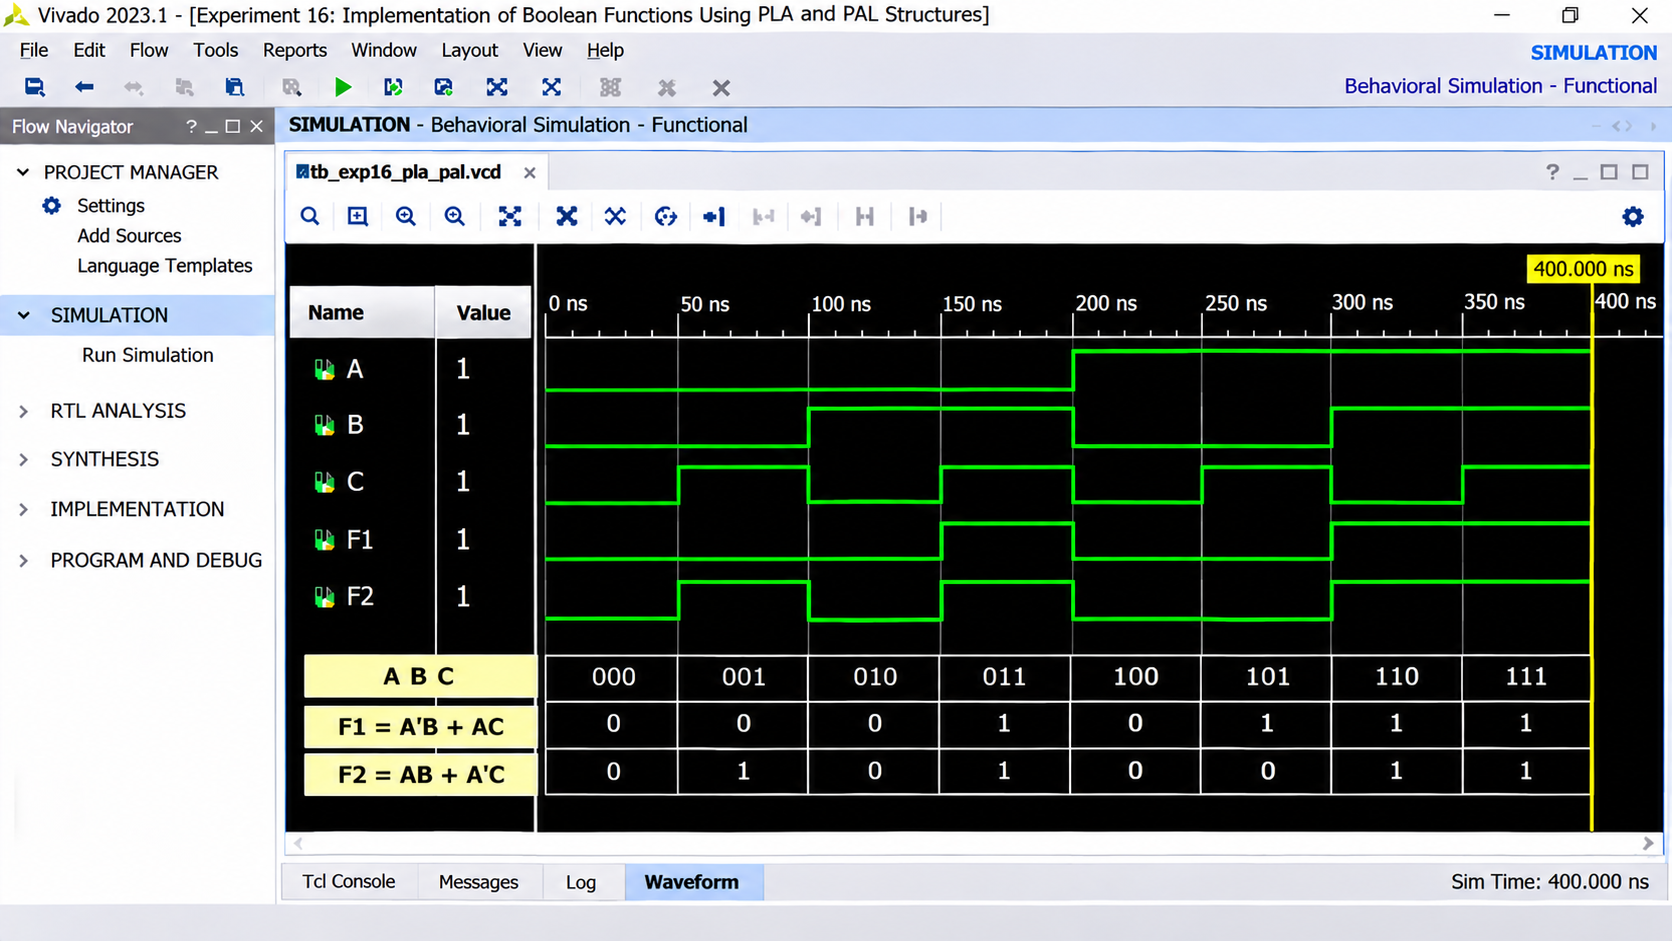 Vivado 2023.1 - [Experiment 16: Implementation of Boolean Functions Using PLA and PAL Structures]
File Edit Flow Tools Reports Window Layout View Help
SIMULATION
Behavioral Simulation - Functional
Flow Navigator ?
SIMULATION - Behavioral Simulation - Functional
PROJECT MANAGER
Settings
Add Sources
Language Templates
SIMULATION
Run Simulation
RTL ANALYSIS
SYNTHESIS
IMPLEMENTATION
PROGRAM AND DEBUG
tb_exp16_pla_pal.vcd
?
400.000 ns
Name Value
0 ns 50 ns 100 ns 150 ns 200 ns 250 ns 300 ns 350 ns 400 ns
A 1
B 1
C 1
F1 1
F2 1
A B C 000 001 010 011 100 101 110 111
F1 = A'B + AC 0 0 0 1 0 1 1 1
F2 = AB + A'C 0 1 0 1 0 0 1 1
Tcl Console Messages Log Waveform
Sim Time: 400.000 ns